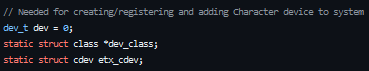 // Needed for creating/registering and adding Character device to system
dev_t dev = 0;
static struct class *dev_class;
static struct cdev etx_cdev;